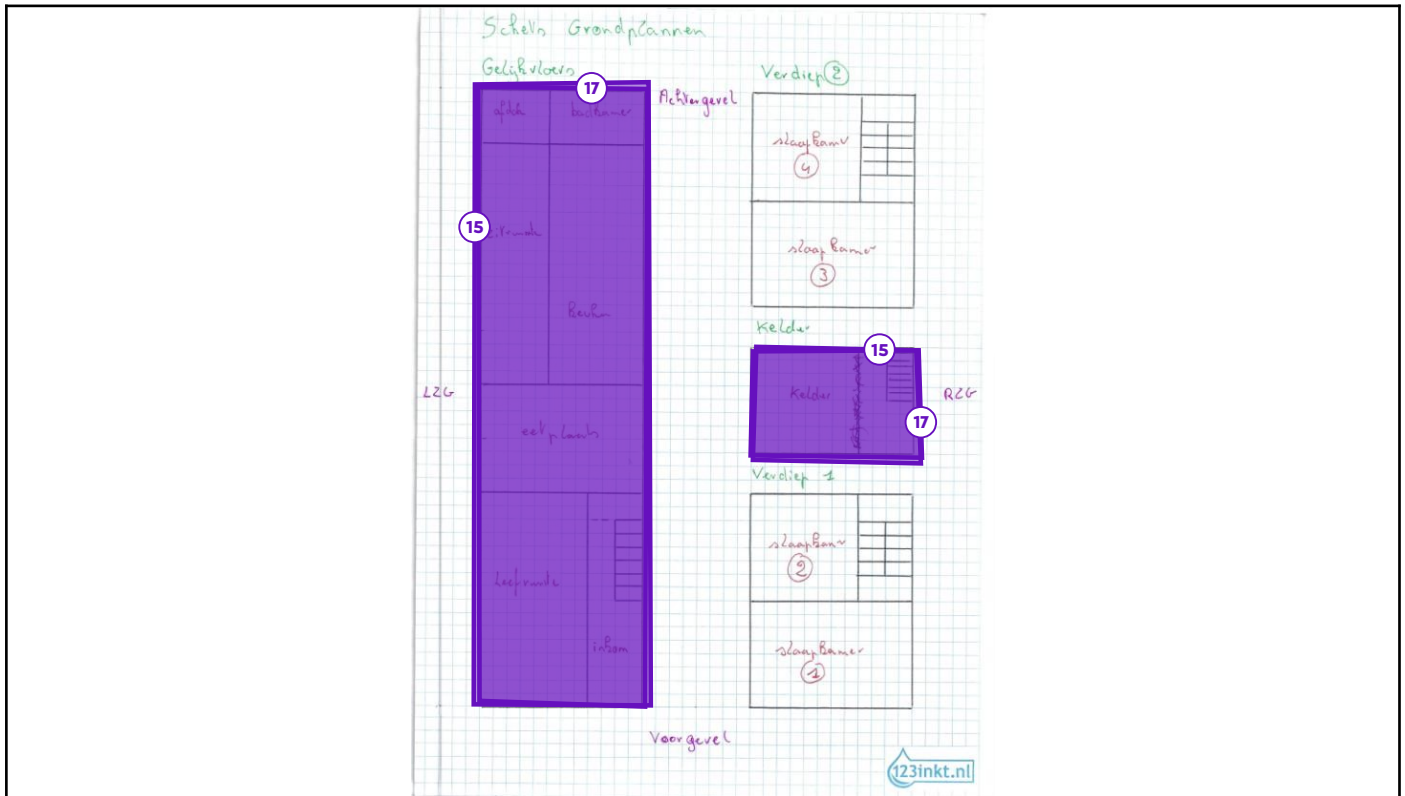 Schets Grondplannen
Gelijkvloers
17
Achtergevel
afdak
badkamer
15
zitruimte
keuken
LZG
eetplaats
leefruimte
inkom
Voorgevel
Verdiep 2
slaapkamer
4
slaapkamer
3
Kelder
15
Kelder
RZG
17
Verdiep 1
slaapkamer
2
slaapkamer
1
123inkt.nl